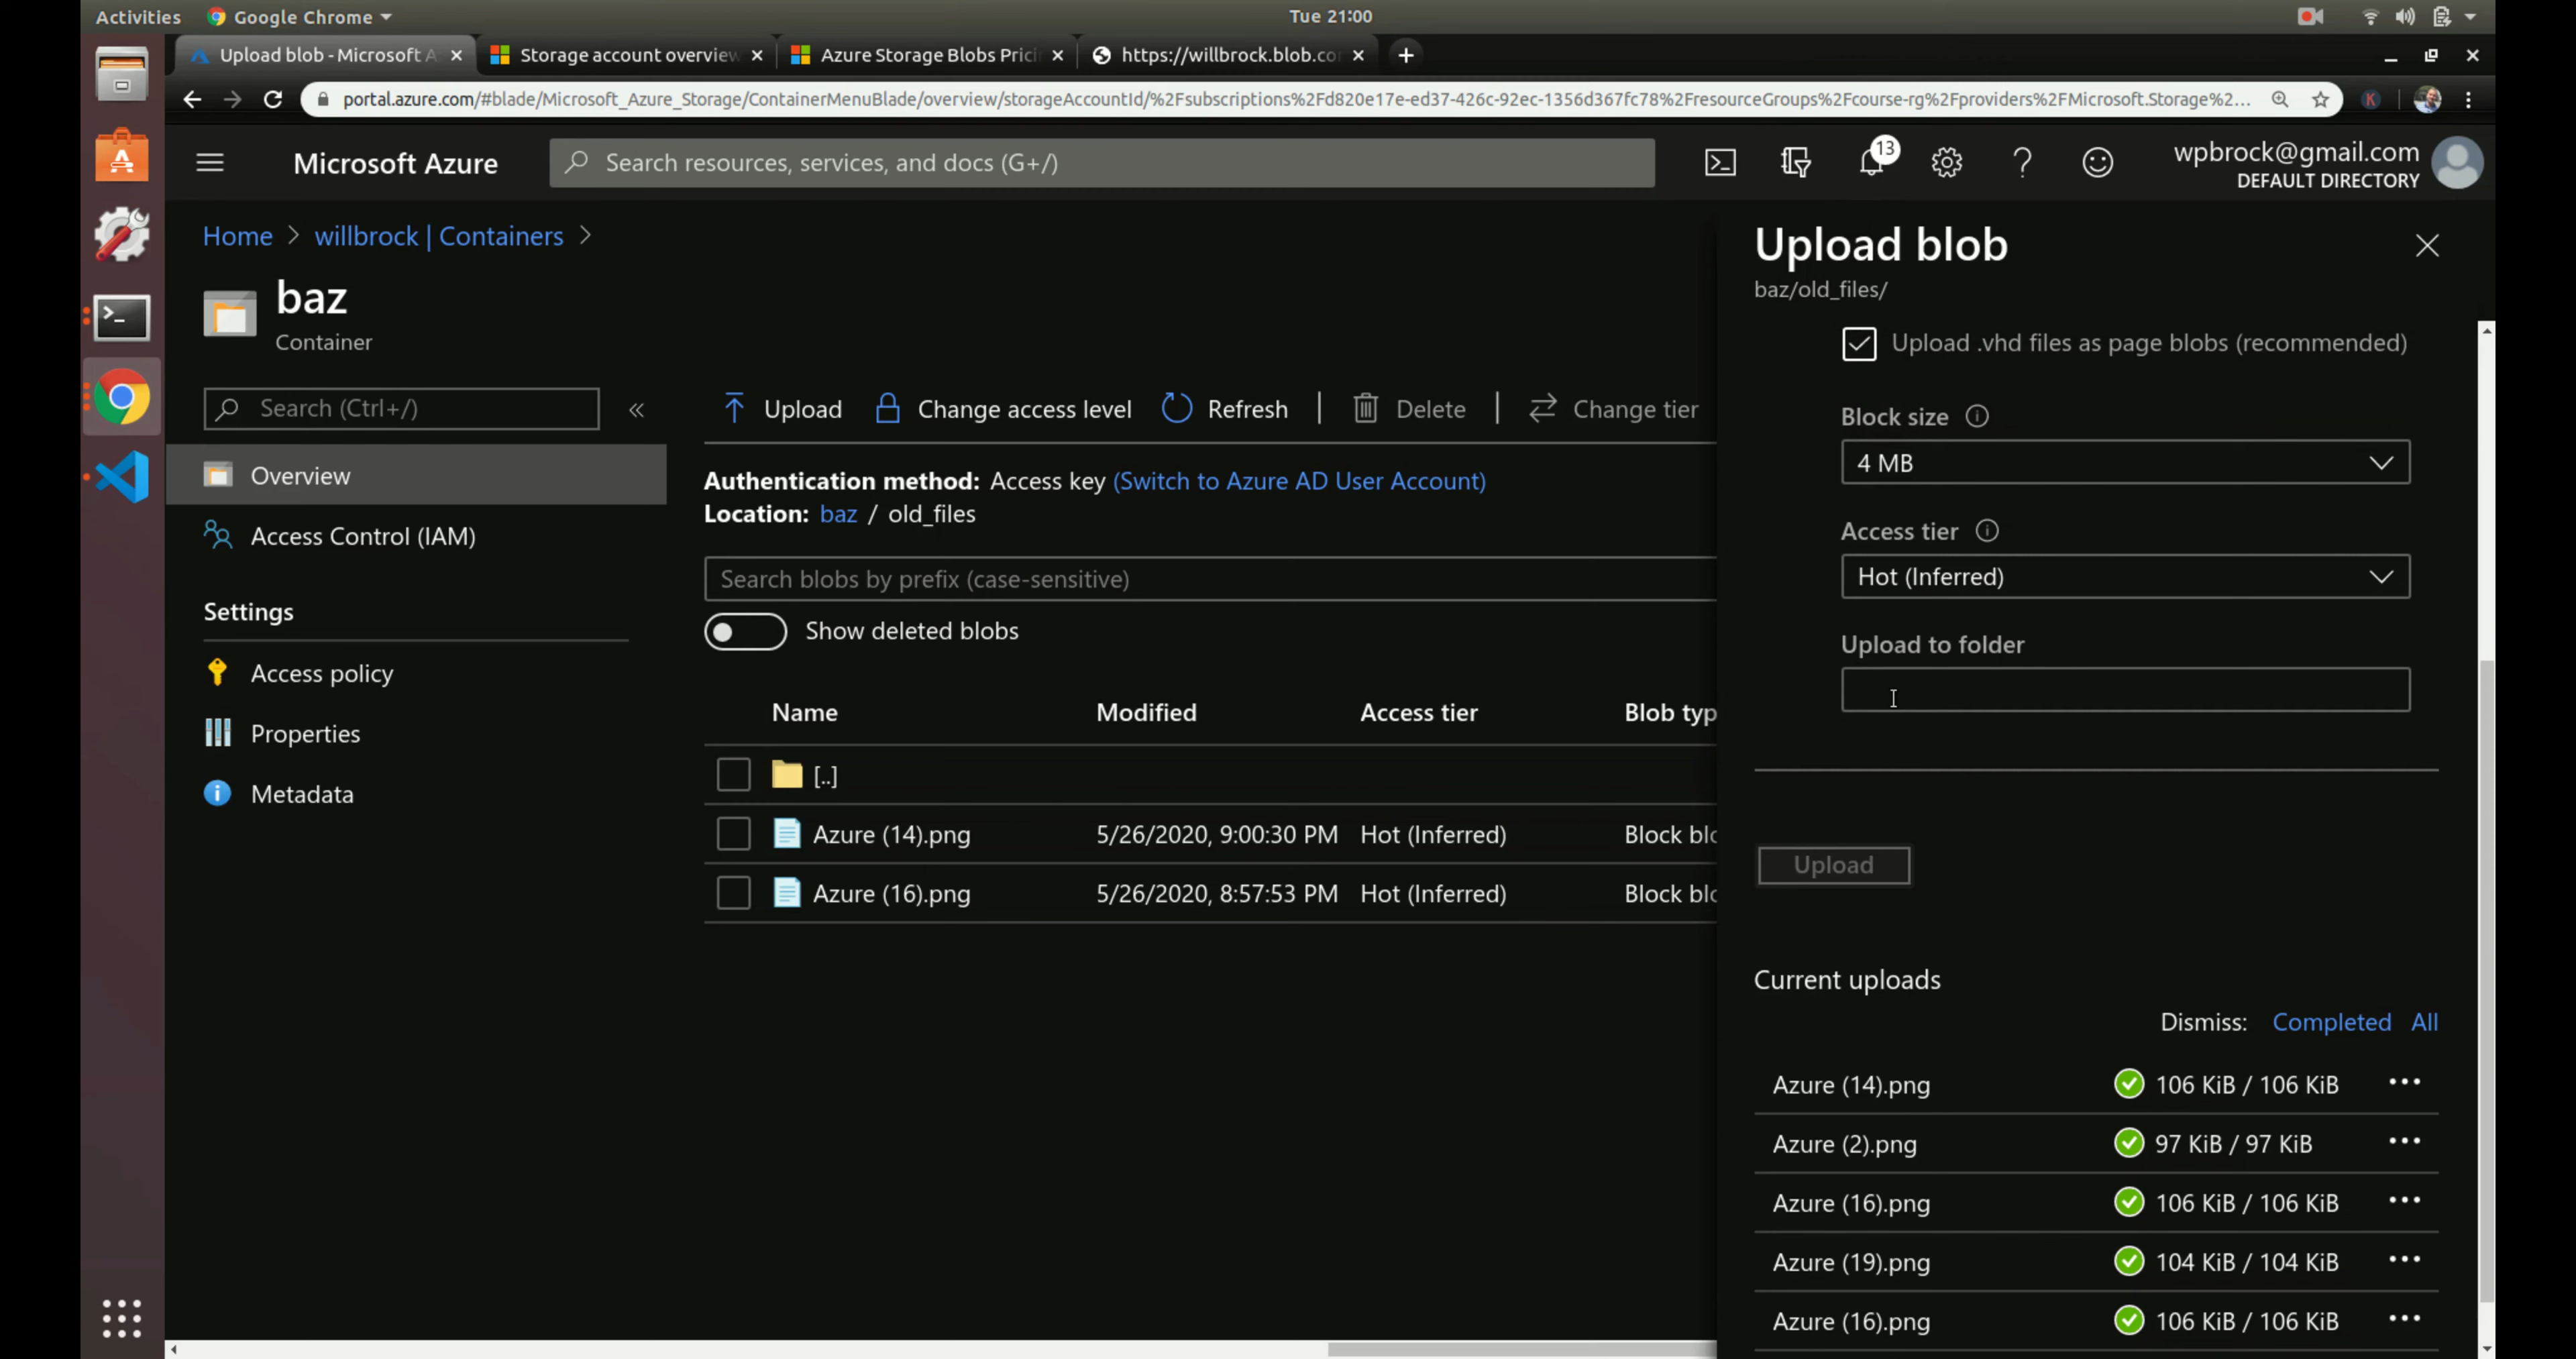 Activities
Google Chrome
Tue 21:00
Upload blob - Microsoft A
Storage account overview
Azure Storage Blobs Prici
https://willbrock.blob.co
portal.azure.com/#blade/Microsoft_Azure_Storage/ContainerMenuBlade/overview/storageAccountId/%2Fsubscriptions%2Fd820e17e-ed37-426c-92ec-1356d367fc78%2FresourceGroups%2Fcourse-rg%2Fproviders%2FMicrosoft.Storage%2...
K
Microsoft Azure
Search resources, services, and docs (G+/)
13
wpbrock@gmail.com
DEFAULT DIRECTORY
Home > willbrock | Containers >
baz
Container
Search (Ctrl+/)
«
Overview
Access Control (IAM)
Settings
Access policy
Properties
Metadata
Upload
Change access level
Refresh
Delete
Change tier
Authentication method: Access key (Switch to Azure AD User Account)
Location: baz / old_files
Search blobs by prefix (case-sensitive)
Show deleted blobs
Name Modified Access tier Blob typ
[..]
Azure (14).png 5/26/2020, 9:00:30 PM Hot (Inferred) Block blo
Azure (16).png 5/26/2020, 8:57:53 PM Hot (Inferred) Block blo
Upload blob
baz/old_files/
Upload .vhd files as page blobs (recommended)
Block size
4 MB
Access tier
Hot (Inferred)
Upload to folder
Upload
Current uploads
Dismiss: Completed All
Azure (14).png 106 KiB / 106 KiB
Azure (2).png 97 KiB / 97 KiB
Azure (16).png 106 KiB / 106 KiB
Azure (19).png 104 KiB / 104 KiB
Azure (16).png 106 KiB / 106 KiB